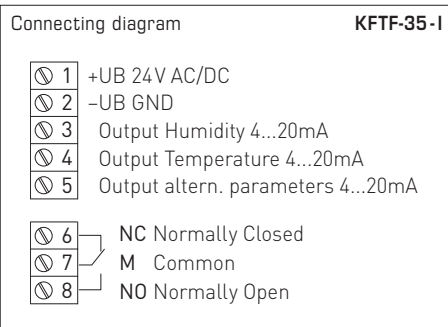 Connecting diagram KFTF-35-I
1 +UB 24V AC/DC
2 –UB GND
3 Output Humidity 4...20mA
4 Output Temperature 4...20mA
5 Output altern. parameters 4...20mA
6 NC Normally Closed
7 M Common
8 NO Normally Open